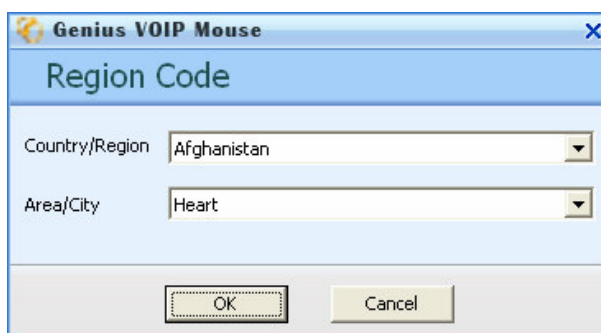 Genius VOIP Mouse
Region Code
Country/Region Afghanistan
Area/City Heart
OK Cancel